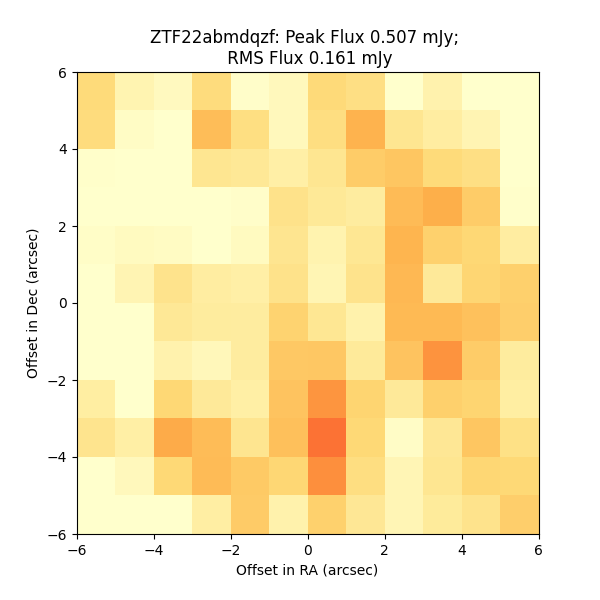 ZTF22abmdqzf: Peak Flux 0.507 mJy;
RMS Flux 0.161 mJy
6
4
2
0
−2
−4
−6
Offset in Dec (arcsec)
−6 −4 −2 0 2 4 6
Offset in RA (arcsec)